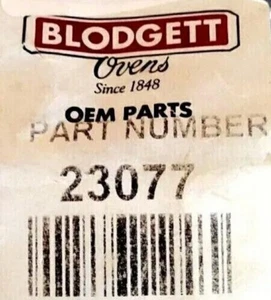 BLODGETT
Ovens
Since 1848
OEM PARTS
PART NUMBER
23077